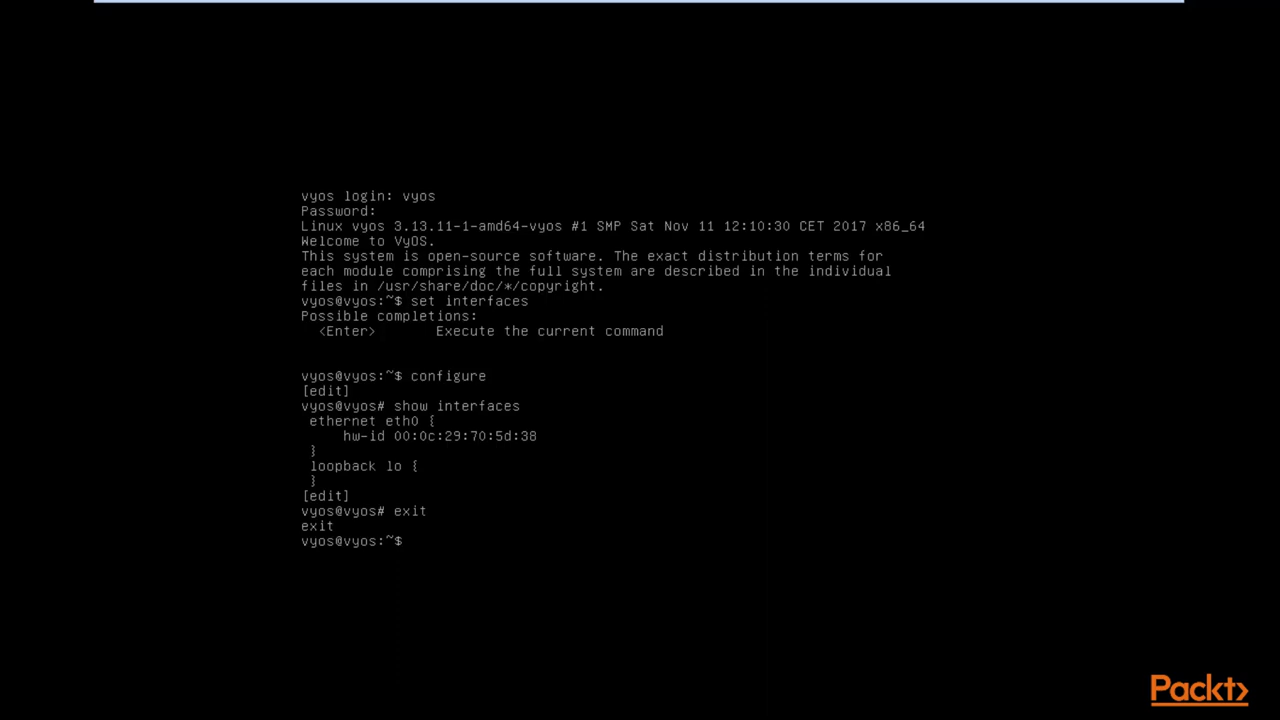 vyos login: vyos
Password:
Linux vyos 3.13.11-1-amd64-vyos #1 SMP Sat Nov 11 12:10:30 CET 2017 x86_64
Welcome to VyOS.
This system is open-source software. The exact distribution terms for
each module comprising the full system are described in the individual
files in /usr/share/doc/*/copyright.
vyos@vyos:~$ set interfaces
Possible completions:
  <Enter>       Execute the current command
vyos@vyos:~$ configure
[edit]
vyos@vyos# show interfaces
 ethernet eth0 {
     hw-id 00:0c:29:70:5d:38
 }
 loopback lo {
 }
[edit]
vyos@vyos# exit
exit
vyos@vyos:~$
Packt>